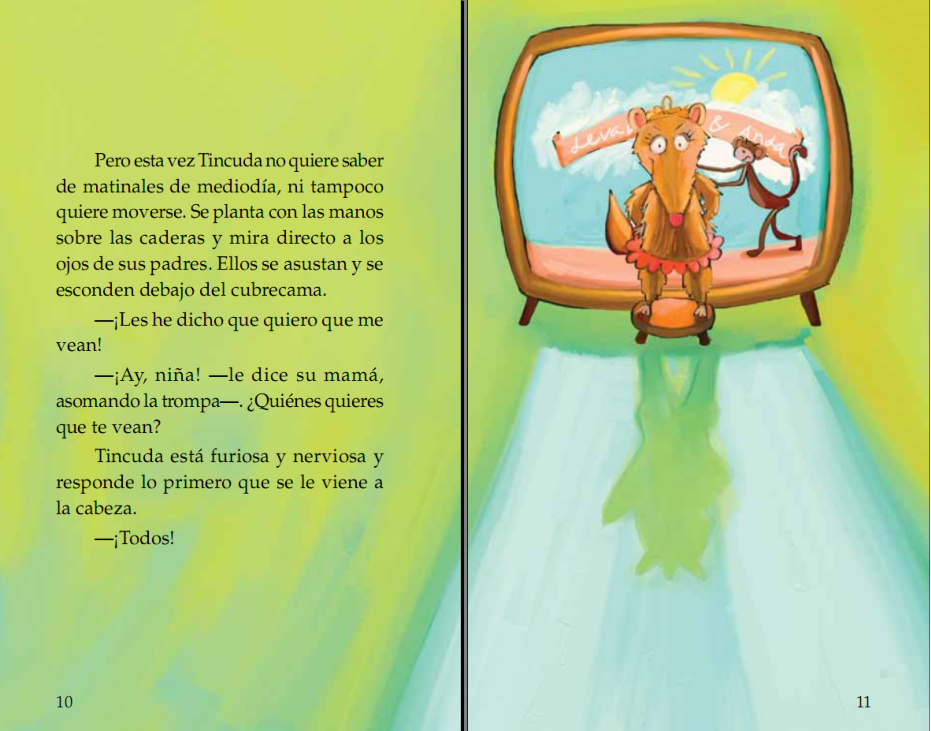 Pero esta vez Tincuda no quiere saber
de matinales de mediodía, ni tampoco
quiere moverse. Se planta con las manos
sobre las caderas y mira directo a los
ojos de sus padres. Ellos se asustan y se
esconden debajo del cubrecama.
—¡Les he dicho que quiero que me
vean!
—¡Ay, niña! —le dice su mamá,
asomando la trompa—. ¿Quiénes quieres
que te vean?
Tincuda está furiosa y nerviosa y
responde lo primero que se le viene a
la cabeza.
—¡Todos!
10
& Anda
11